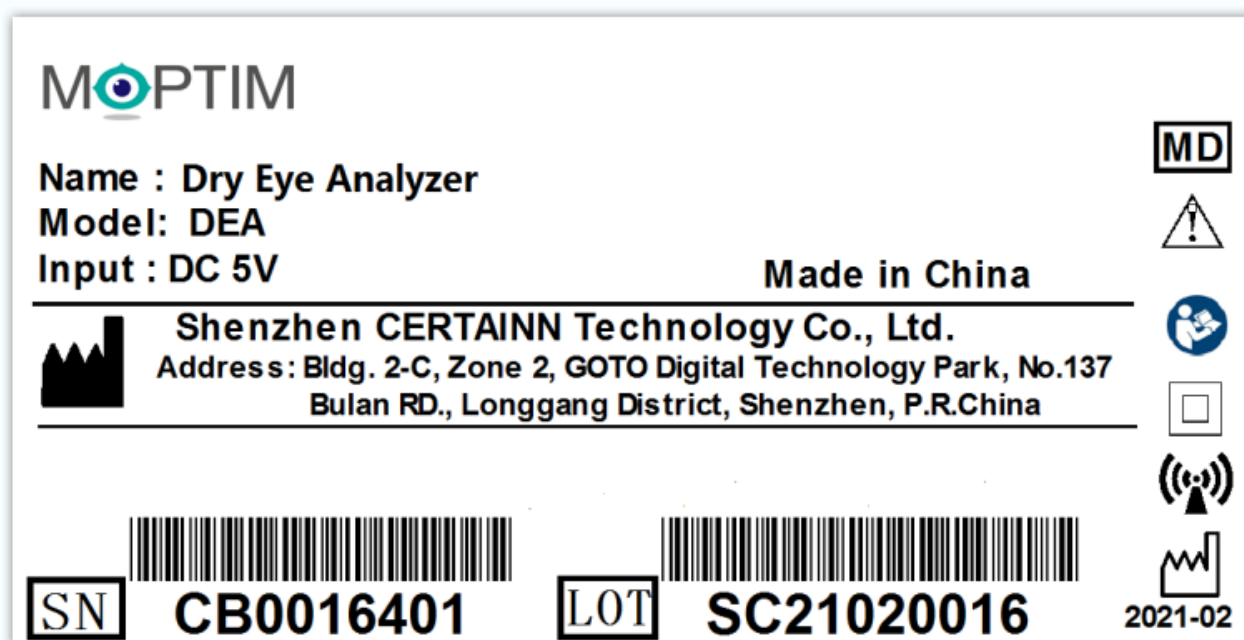 MOPTIM
Name : Dry Eye Analyzer
Model: DEA
Input : DC 5V
Made in China
Shenzhen CERTAINN Technology Co., Ltd.
Address: Bldg. 2-C, Zone 2, GOTO Digital Technology Park, No.137
Bulan RD., Longgang District, Shenzhen, P.R.China
MD
SN CB0016401
LOT SC21020016
2021-02